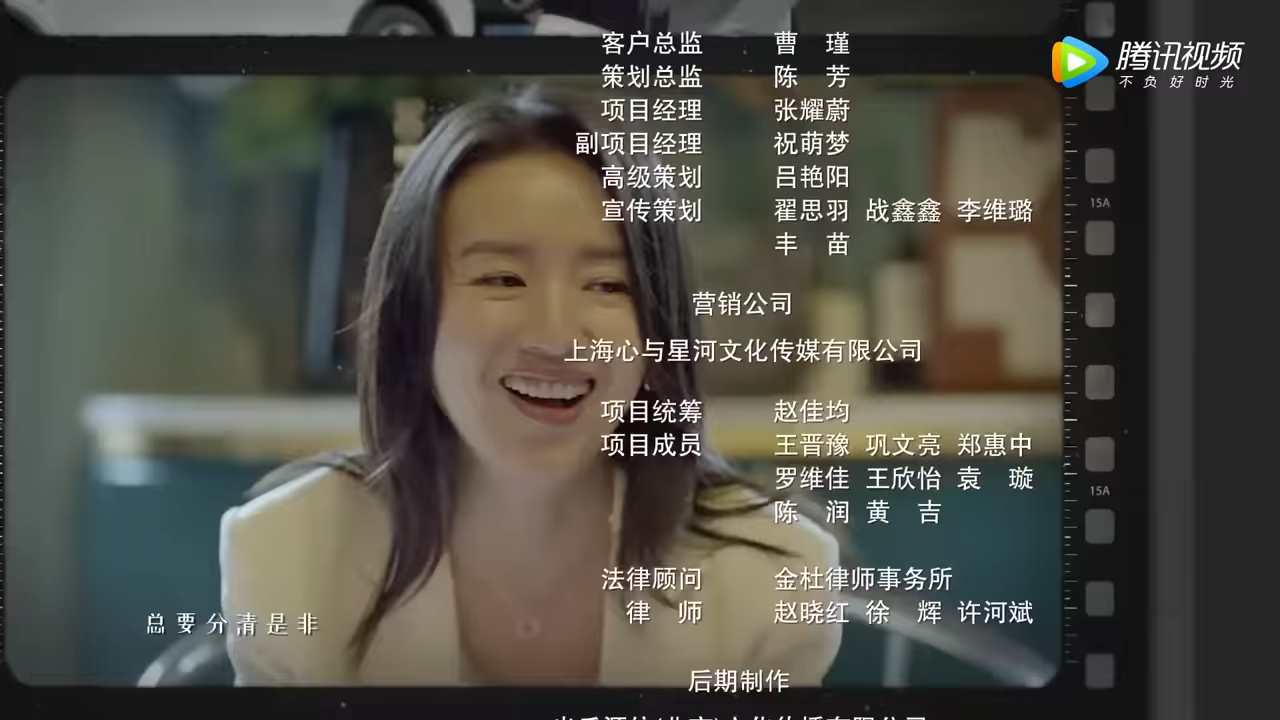 腾讯视频
不负好时光
客户总监 曹 瑾
策划总监 陈 芳
项目经理 张耀蔚
副项目经理 祝萌梦
高级策划 吕艳阳
宣传策划 翟思羽 战鑫鑫 李维璐
丰 苗
15A
营销公司
上海心与星河文化传媒有限公司
项目统筹 赵佳均
项目成员 王晋豫 巩文亮 郑惠中
罗维佳 王欣怡 袁 璇
15A
陈 润 黄 吉
法律顾问 金杜律师事务所
律 师 赵晓红 徐 辉 许河斌
总要分清是非
后期制作